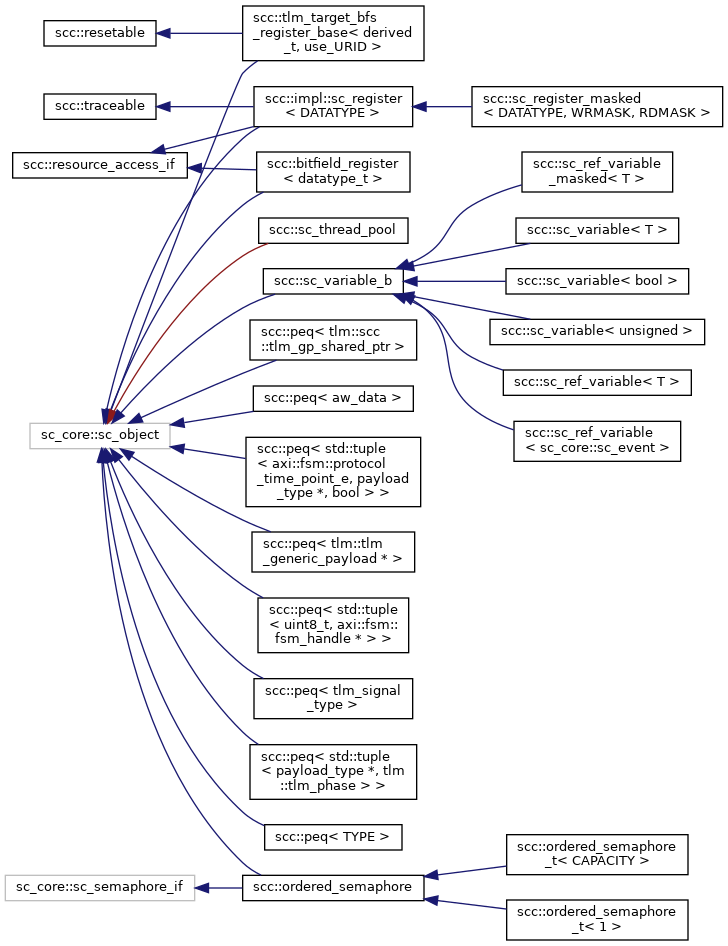 scc::resetable
scc::tlm_target_bfs
_register_base< derived
_t, use_URID >
scc::traceable
scc::impl::sc_register
< DATATYPE >
scc::sc_register_masked
< DATATYPE, WRMASK, RDMASK >
scc::resource_access_if
scc::bitfield_register
< datatype_t >
scc::sc_ref_variable
_masked< T >
scc::sc_thread_pool
scc::sc_variable< T >
scc::sc_variable_b
scc::sc_variable< bool >
scc::peq< tlm::scc
::tlm_gp_shared_ptr >
scc::sc_variable< unsigned >
scc::sc_ref_variable< T >
scc::peq< aw_data >
sc_core::sc_object
scc::sc_ref_variable
< sc_core::sc_event >
scc::peq< std::tuple
< axi::fsm::protocol
_time_point_e, payload
_type *, bool > >
scc::peq< tlm::tlm
_generic_payload * >
scc::peq< std::tuple
< uint8_t, axi::fsm::
fsm_handle * > >
scc::peq< tlm_signal
_type >
scc::peq< std::tuple
< payload_type *, tlm
::tlm_phase > >
scc::peq< TYPE >
scc::ordered_semaphore
_t< CAPACITY >
sc_core::sc_semaphore_if
scc::ordered_semaphore
scc::ordered_semaphore
_t< 1 >